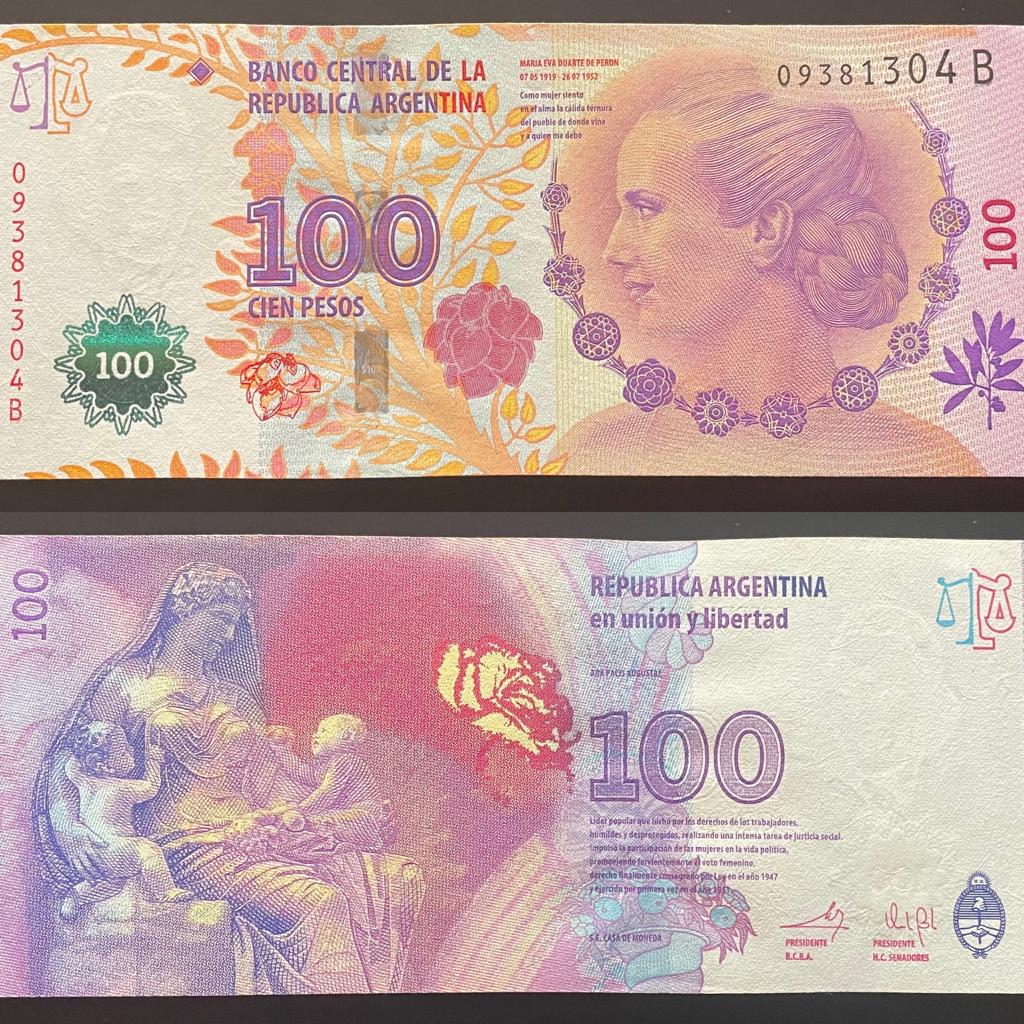 BANCO CENTRAL DE LA
REPUBLICA ARGENTINA
MARIA EVA DUARTE DE PERON
07 05 1919 - 26 07 1952
Como mujer siento
en el alma la cálida ternura
del pueblo de donde vine
y a quien me debo
09381304 B
09381304 B
100
CIEN PESOS
100
100
100
REPUBLICA ARGENTINA
en unión y libertad
ARA PACIS AUGUSTAE
100
Líder popular que luchó por los derechos de los trabajadores,
humildes y desprotegidos, realizando una intensa tarea de justicia social.
Impulsó la participación de las mujeres en la vida política,
promoviendo fervientemente el voto femenino,
derecho finalmente consagrado por Ley en el año 1947
y ejercido por primera vez en el año 1951
S.E. CASA DE MONEDA
PRESIDENTE
B.C.R.A.
PRESIDENTE
H.C. SENADORES